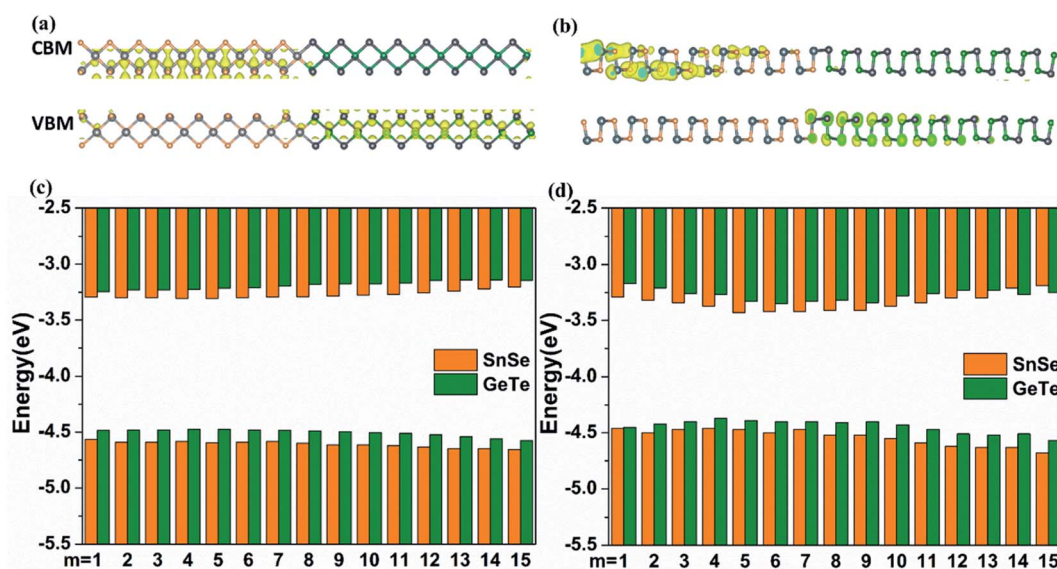 (a)
CBM
VBM
(b)
(c)
Energy(eV)
-2.5
-3.0
-3.5
-4.0
-4.5
-5.0
-5.5
SnSe
GeTe
m=1 2 3 4 5 6 7 8 9 10 11 12 13 14 15
(d)
Energy(eV)
-2.5
-3.0
-3.5
-4.0
-4.5
-5.0
-5.5
SnSe
GeTe
m=1 2 3 4 5 6 7 8 9 10 11 12 13 14 15